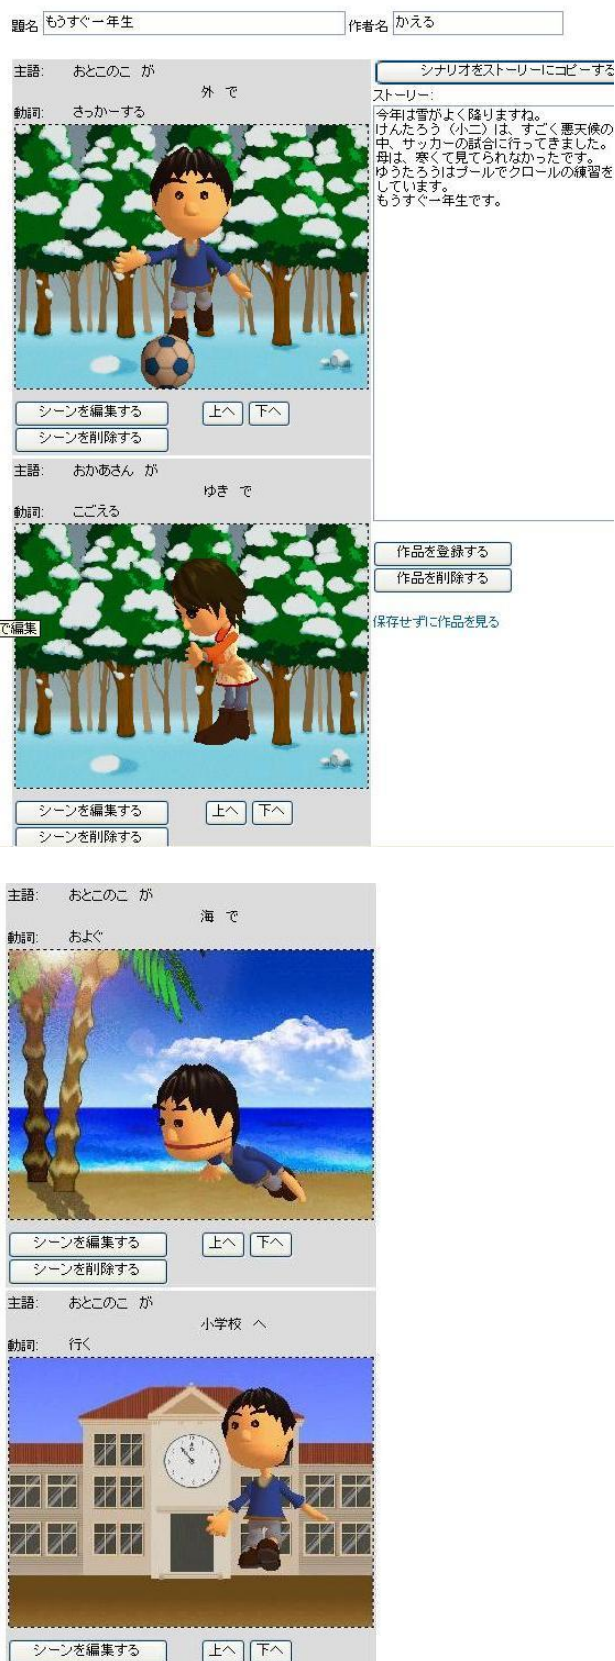 題名 もうすぐ一年生 作者名 かえる
主語: おとこのこ が
外 で
動詞: さっかーする
シーンを編集する 上へ 下へ
シーンを削除する
主語: おかあさん が
ゆき で
動詞: こごえる
で編集
シーンを編集する 上へ 下へ
シーンを削除する
シナリオをストーリーにコピーする
ストーリー:
今年は雪がよく降りますね。
けんたろう（小二）は、すごく悪天候の
中、サッカーの試合に行ってきました。
母は、寒くて見てられなかったです。
ゆうたろうはプールでクロールの練習を
しています。
もうすぐ一年生です。
作品を登録する
作品を削除する
保存せずに作品を見る
主語: おとこのこ が
海 で
動詞: およぐ
シーンを編集する 上へ 下へ
シーンを削除する
主語: おとこのこ が
小学校 へ
動詞: 行く
シーンを編集する 上へ 下へ